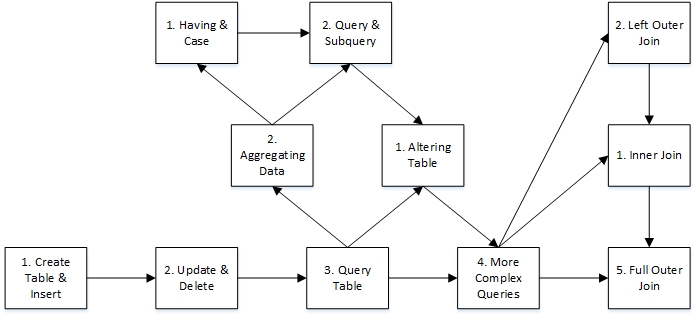 1. Having &
Case
2. Query &
Subquery
2. Left Outer
Join
2.
Aggregating
Data
1. Altering
Table
1. Inner Join
1. Create
Table &
Insert
2. Update &
Delete
3. Query
Table
4. More
Complex
Queries
5. Full Outer
Join